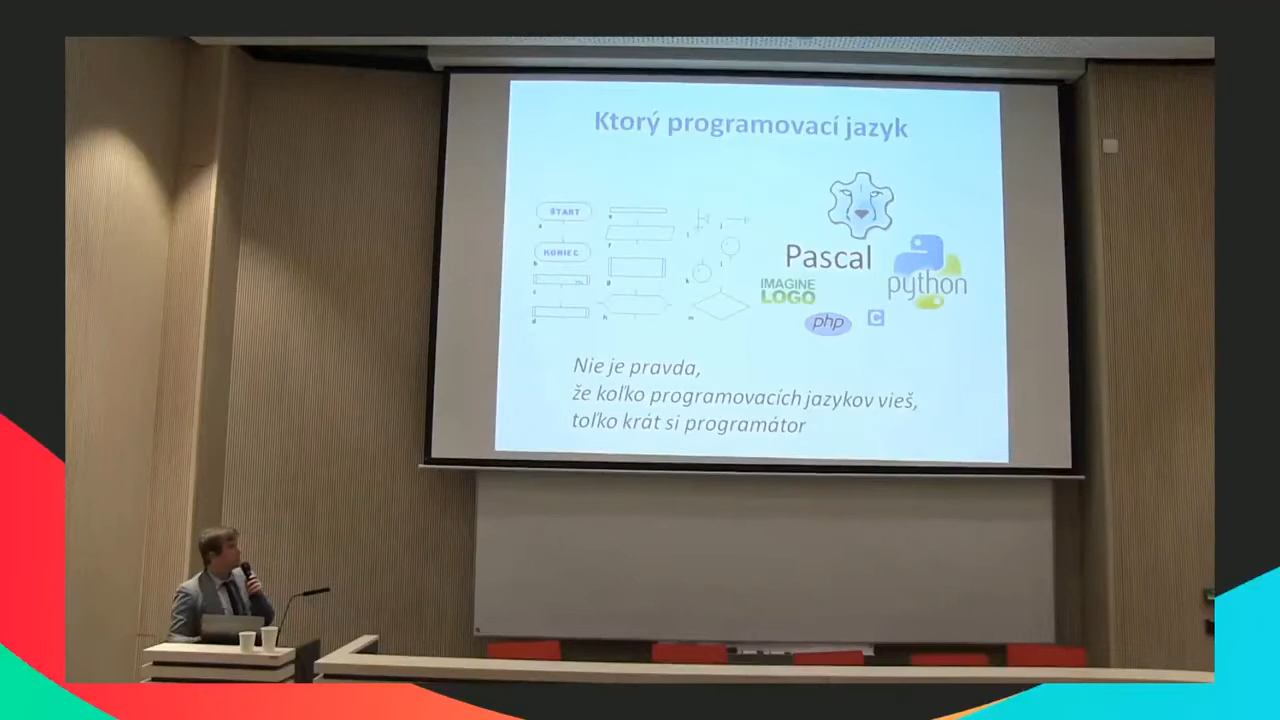 Ktorý programovací jazyk
ŠTART
KONIEC
Pascal
python
IMAGINE
LOGO
php
C
Nie je pravda,
že koľko programovacích jazykov vieš,
toľko krát si programátor